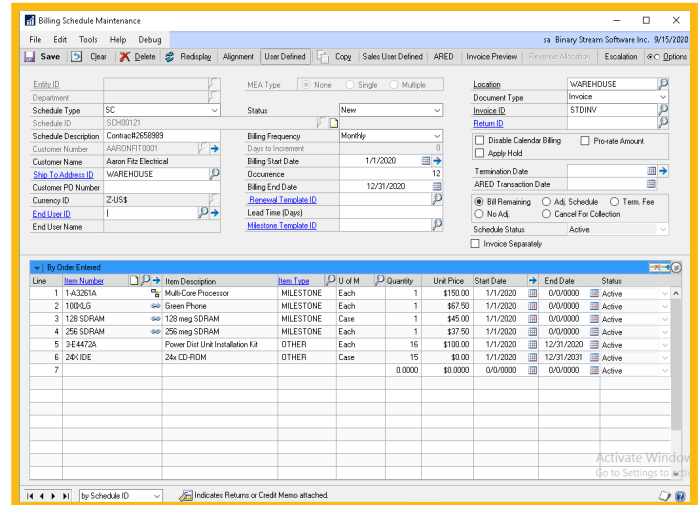 Billing Schedule Maintenance
File Edit Tools Help Debug sa Binary Stream Software Inc. 9/15/2020
Save Clear Delete Redisplay Alignment User Defined Copy Sales User Defined ARED Invoice Preview Revenue Allocation Escalation Options
Entity ID
Department
Schedule Type SC
Schedule ID SCH00121
Schedule Description Contrac#2658989
Customer Number AARONFIT0001
Customer Name Aaron Fitz Electrical
Ship To Address ID WAREHOUSE
Customer PO Number
Currency ID Z-US$
End User ID
End User Name
MEA Type None Single Multiple
Status New
Billing Frequency Monthly
Days to Increment 0
Billing Start Date 1/1/2020
Occurrence 12
Billing End Date 12/31/2020
Renewal Template ID
Lead Time (Days)
Milestone Template ID
Location WAREHOUSE
Document Type Invoice
Invoice ID STDINV
Return ID
Disable Calendar Billing Pro-rate Amount
Apply Hold
Termination Date
ARED Transaction Date
Bill Remaining Adj. Schedule Term. Fee
No Adj. Cancel For Collection
Schedule Status Active
Invoice Separately
By Order Entered
Line Item Number Item Description Item Type U of M Quantity Unit Price Start Date End Date Status
1 1-A3261A Multi-Core Processor MILESTONE Each 1 $150.00 1/1/2020 0/0/0000 Active
2 100XLG Green Phone MILESTONE Each 1 $67.50 1/1/2020 0/0/0000 Active
3 128 SDRAM 128 meg SDRAM MILESTONE Case 1 $45.00 1/1/2020 0/0/0000 Active
4 256 SDRAM 256 meg SDRAM MILESTONE Each 1 $37.50 1/1/2020 0/0/0000 Active
5 3-E4472A Power Dist Unit Installation Kit OTHER Each 16 $100.00 1/1/2020 12/31/2020 Active
6 24X IDE 24x CD-ROM OTHER Case 15 $0.00 1/1/2020 12/31/2031 Active
7 0.0000 $0.0000 0/0/0000 0/0/0000 Active
Activate Window
Go to Settings to
by Schedule ID Indicates Returns or Credit Memo attached.